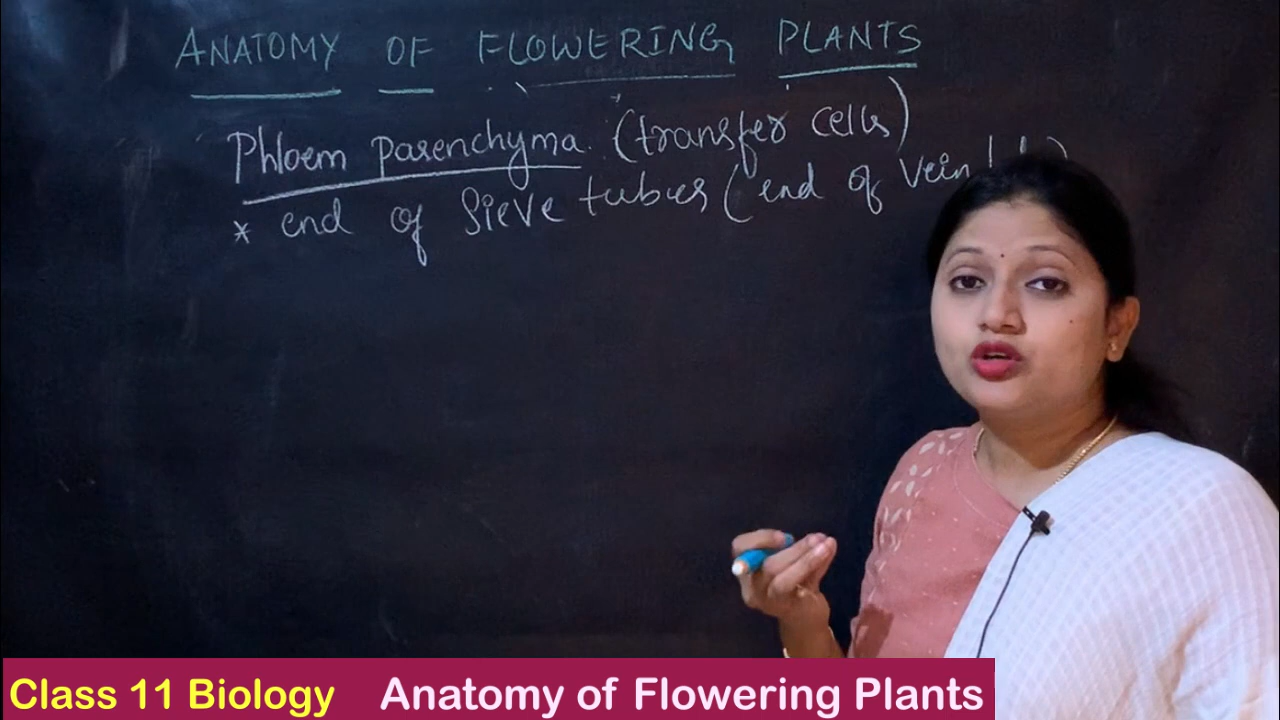 ANATOMY OF FLOWERING PLANTS
Phloem parenchyma. (transfer cells)
* end of Sieve tubes (end of
Class 11 Biology Anatomy of Flowering Plants